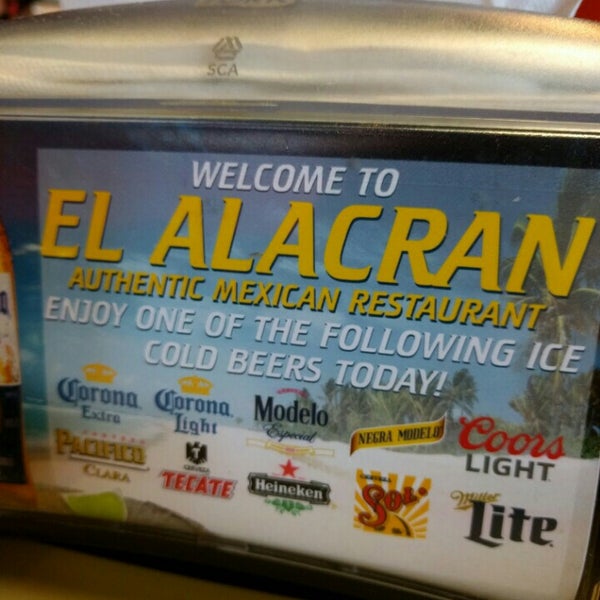 SCA
WELCOME TO
EL ALACRAN
AUTHENTIC MEXICAN RESTAURANT
ENJOY ONE OF THE FOLLOWING ICE
COLD BEERS TODAY!
Corona Extra
Corona Light
Modelo Especial
NEGRA MODELO
Coors LIGHT
PACIFICO CLARA
CERVEZA TECATE
Heineken
Sol
Miller Lite